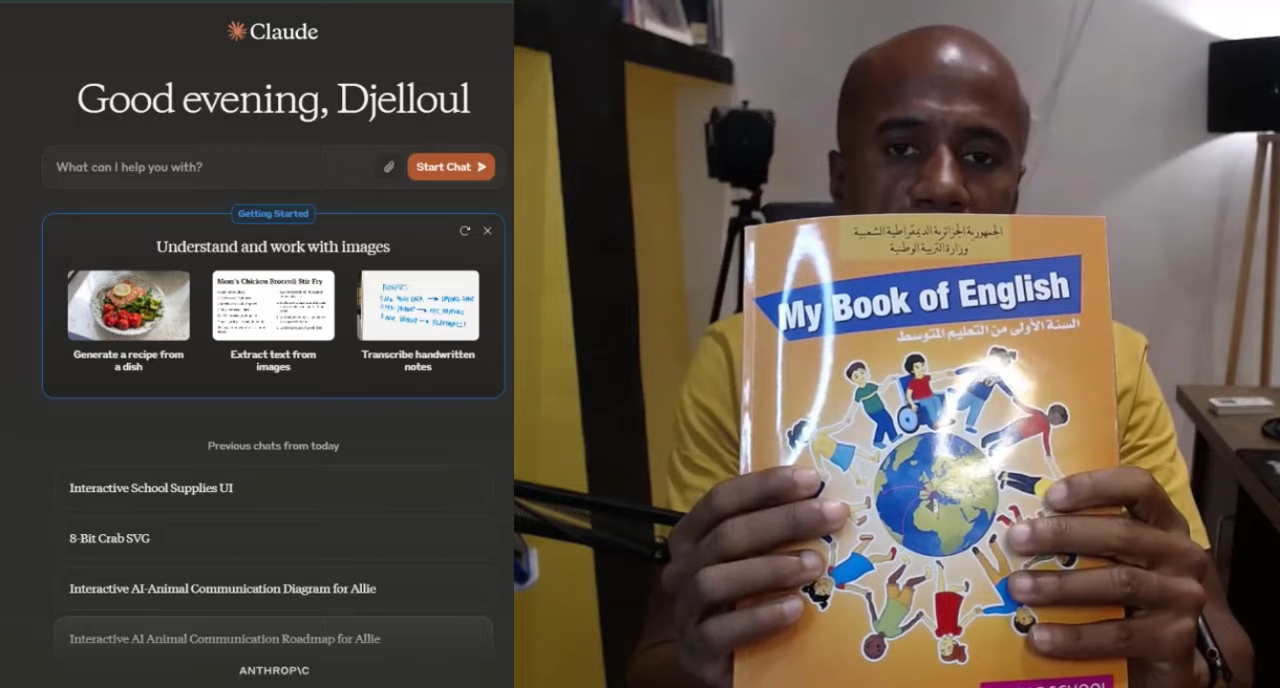 Claude
Good evening, Djelloul
What can I help you with?
Start Chat
Getting Started
Understand and work with images
Mom's Chicken Broccoli Stir Fry
Generate a recipe from
a dish
Extract text from
images
Transcribe handwritten
notes
Previous chats from today
Interactive School Supplies UI
8-Bit Crab SVG
Interactive AI-Animal Communication Diagram for Allie
Interactive AI Animal Communication Roadmap for Allie
ANTHROP\C
الجمهورية الجزائرية الديمقراطية الشعبية
وزارة التربية الوطنية
My Book of English
السنة الأولى من التعليم المتوسط
SCHOOL